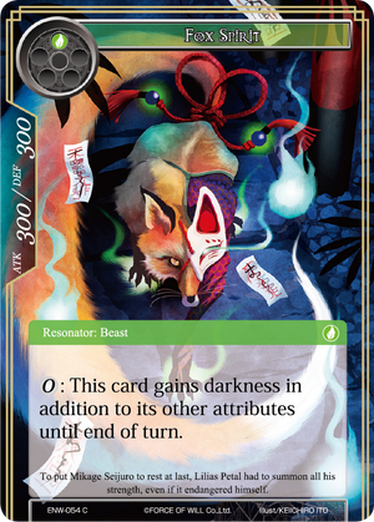 Fox Spirit
ATK 300 / DEF 300
Resonator: Beast
0 : This card gains darkness in
addition to its other attributes
until end of turn.
To put Mikage Seijuro to rest at last, Lilias Petal had to summon all his
strength, even if it endangered himself.
ENW-054 C ©FORCE OF WILL Co.,Ltd. Illust/KEIICHIRO ITO